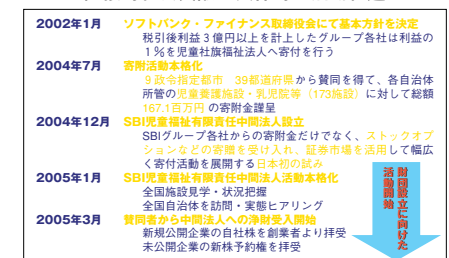 2002年1月 ソフトバンク・ファイナンス取締役会にて基本方針を決定
税引後利益3億円以上を計上したグループ各社は利益の
1%を児童社旗福祉法人へ寄付を行う
2004年7月 寄附活動本格化
9政令指定都市 39都道府県から賛同を得て、各自治体
所管の児童養護施設・乳児院等（173施設）に対して総額
167.1百万円の寄附金謹呈
2004年12月 SBI児童福祉有限責任中間法人設立
SBIグループ各社からの寄附金だけでなく、ストックオプ
ションなどの寄贈を受け入れ、証券市場を活用して幅広
く寄付活動を展開する日本初の試み
2005年1月 SBI児童福祉有限責任中間法人活動本格化
全国施設見学・状況把握
全国自治体を訪問・実態ヒアリング
2005年3月 賛同者から中間法人への浄財受入開始
新規公開企業の自社株を創業者より拝受
未公開企業の新株予約権を拝受
財団設立に向けた
活動開始